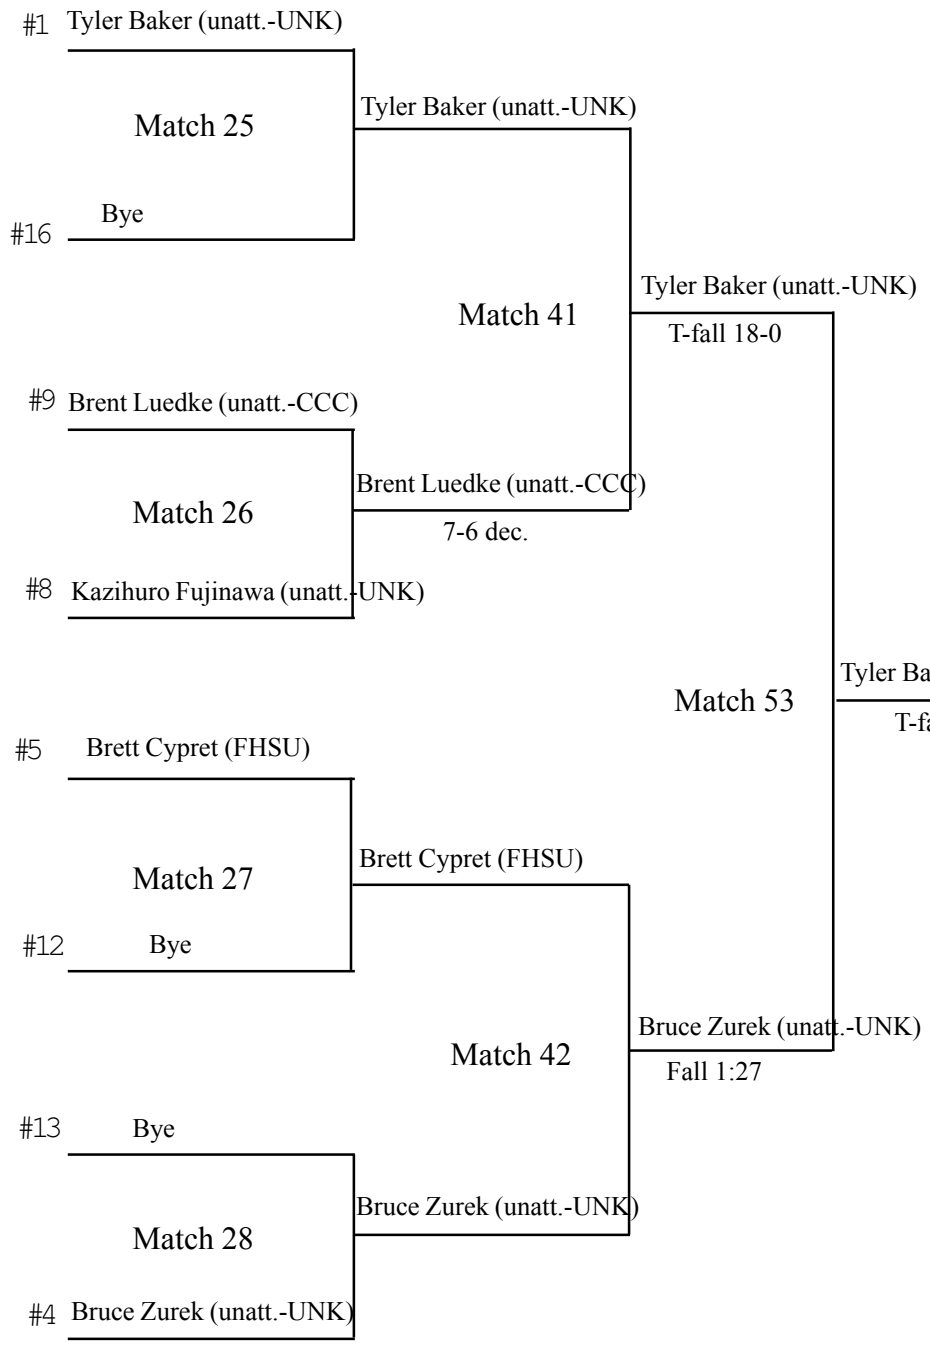 #1 Tyler Baker (unatt.-UNK)
Tyler Baker (unatt.-UNK)
Match 25
Bye
#16
Tyler Baker (unatt.-UNK)
Match 41
T-fall 18-0
#9 Brent Luedke (unatt.-CCC)
Brent Luedke (unatt.-CCC)
Match 26
7-6 dec.
#8 Kazihuro Fujinawa (unatt.-UNK)
Tyler Ba
Match 53
T-fa
#5 Brett Cypret (FHSU)
Brett Cypret (FHSU)
Match 27
#12 Bye
Bruce Zurek (unatt.-UNK)
Match 42
Fall 1:27
#13 Bye
Bruce Zurek (unatt.-UNK)
Match 28
#4 Bruce Zurek (unatt.-UNK)